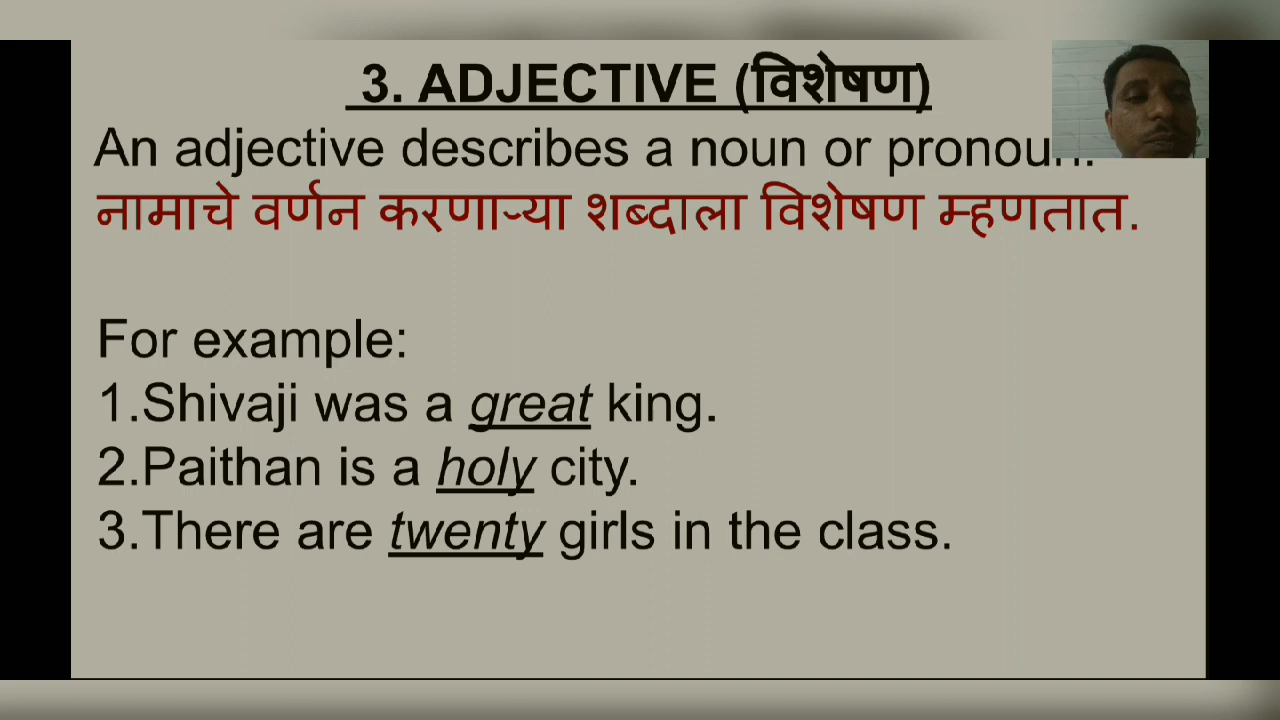 3. ADJECTIVE (विशेषण)
An adjective describes a noun or pronoun.
नामाचे वर्णन करणाऱ्या शब्दाला विशेषण म्हणतात.
For example:
1.Shivaji was a great king.
2.Paithan is a holy city.
3.There are twenty girls in the class.